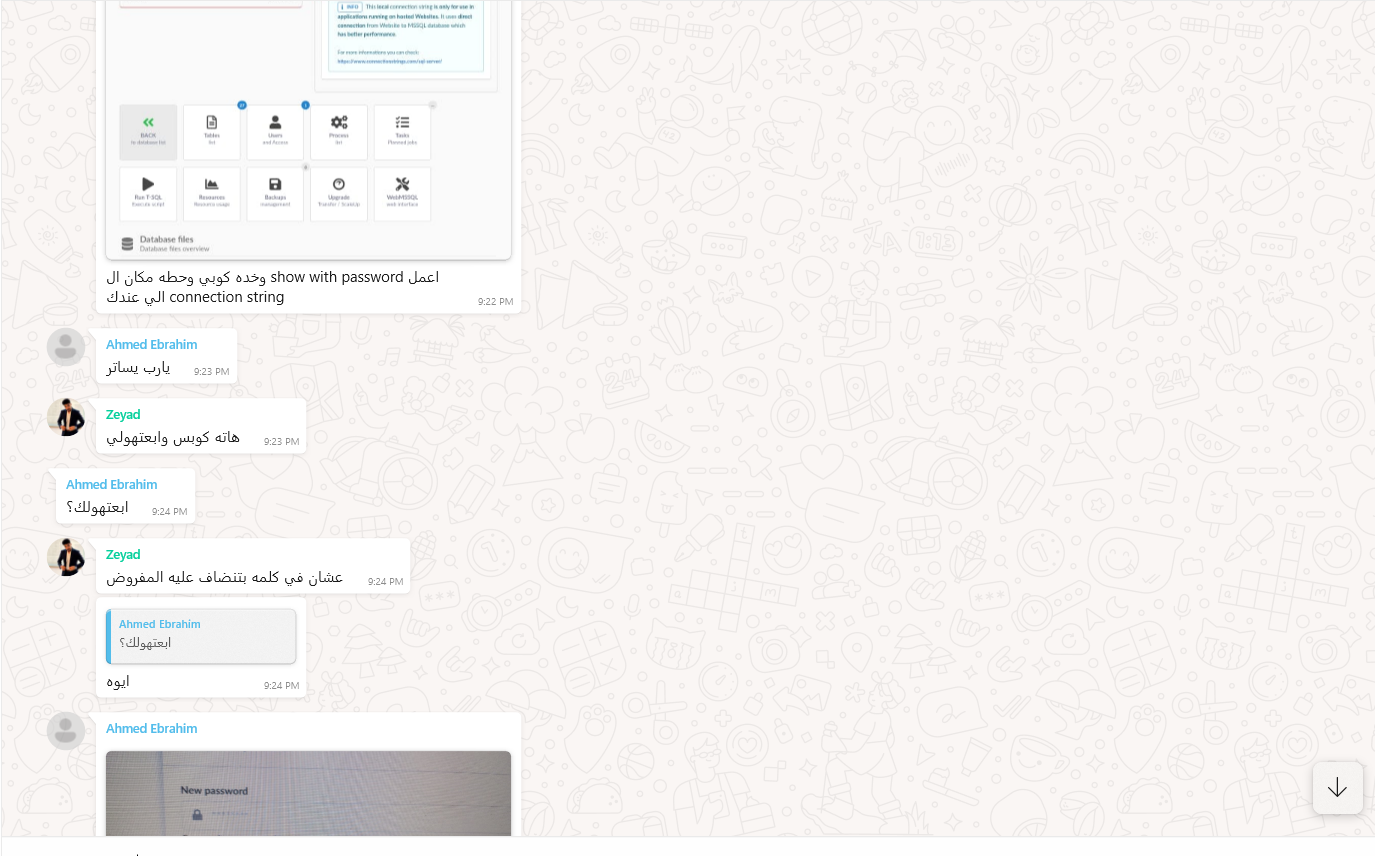 INFO This local connection string is only for use in
applications running on hosted Websites. It uses direct
connection from Website to MSSQL database which
has better performance.
For more informations you can check:
https://www.connectionstrings.com/sql-server/
BACK
to database list
Tables
list
Users
and Access
Process
list
Tasks
Planned jobs
Run T-SQL
Execute script
Resources
Resource usage
Backups
management
Upgrade
Transfer / ScaleUp
WebMSSQL
web interface
Database files
Database files overview
اعمل show with password وخده كوبي وحطه مكان ال
connection string الي عندك
9:22 PM
Ahmed Ebrahim
يارب يساتر
9:23 PM
Zeyad
هاته كوبس وابعتهولي
9:23 PM
Ahmed Ebrahim
ابعتهولك؟
9:24 PM
Zeyad
عشان في كلمه بتنضاف عليه المفروض
9:24 PM
Ahmed Ebrahim
ابعتهولك؟
ايوه
9:24 PM
Ahmed Ebrahim
New password